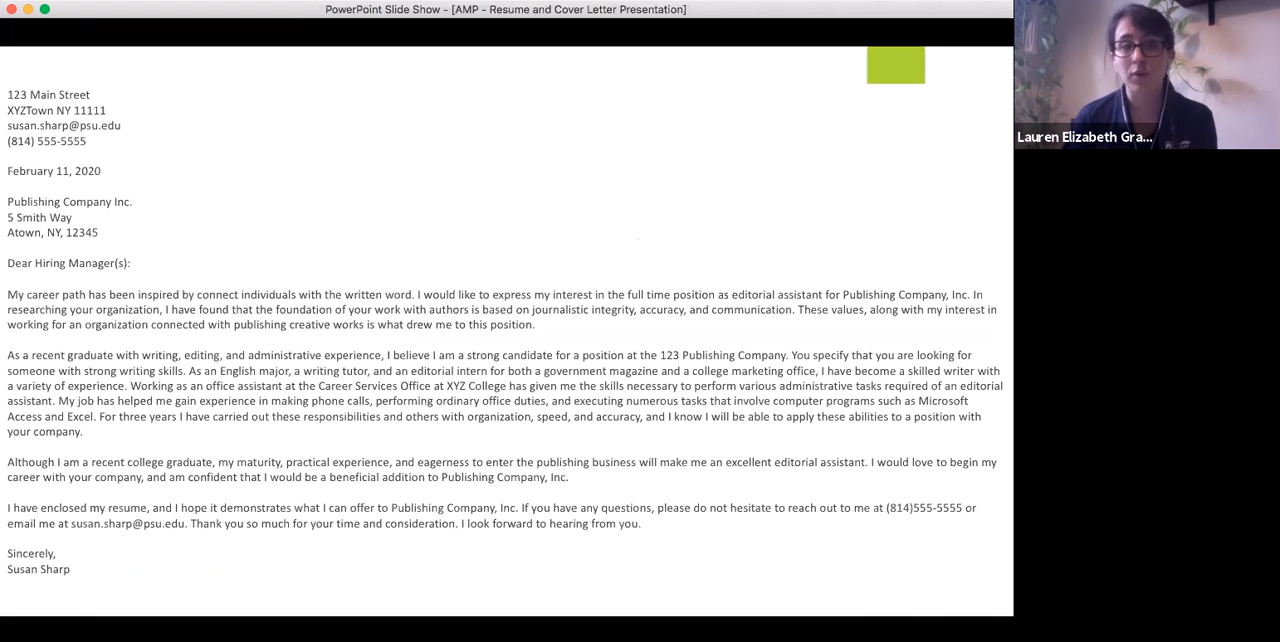 PowerPoint Slide Show - [AMP - Resume and Cover Letter Presentation]
123 Main Street
XYZTown NY 11111
susan.sharp@psu.edu
(814) 555-5555
February 11, 2020
Publishing Company Inc.
5 Smith Way
Atown, NY, 12345
Dear Hiring Manager(s):
My career path has been inspired by connect individuals with the written word. I would like to express my interest in the full time position as editorial assistant for Publishing Company, Inc. In
researching your organization, I have found that the foundation of your work with authors is based on journalistic integrity, accuracy, and communication. These values, along with my interest in
working for an organization connected with publishing creative works is what drew me to this position.
As a recent graduate with writing, editing, and administrative experience, I believe I am a strong candidate for a position at the 123 Publishing Company. You specify that you are looking for
someone with strong writing skills. As an English major, a writing tutor, and an editorial intern for both a government magazine and a college marketing office, I have become a skilled writer with
a variety of experience. Working as an office assistant at the Career Services Office at XYZ College has given me the skills necessary to perform various administrative tasks required of an editorial
assistant. My job has helped me gain experience in making phone calls, performing ordinary office duties, and executing numerous tasks that involve computer programs such as Microsoft
Access and Excel. For three years I have carried out these responsibilities and others with organization, speed, and accuracy, and I know I will be able to apply these abilities to a position with
your company.
Although I am a recent college graduate, my maturity, practical experience, and eagerness to enter the publishing business will make me an excellent editorial assistant. I would love to begin my
career with your company, and am confident that I would be a beneficial addition to Publishing Company, Inc.
I have enclosed my resume, and I hope it demonstrates what I can offer to Publishing Company, Inc. If you have any questions, please do not hesitate to reach out to me at (814)555-5555 or
email me at susan.sharp@psu.edu. Thank you so much for your time and consideration. I look forward to hearing from you.
Sincerely,
Susan Sharp
Lauren Elizabeth Gra...